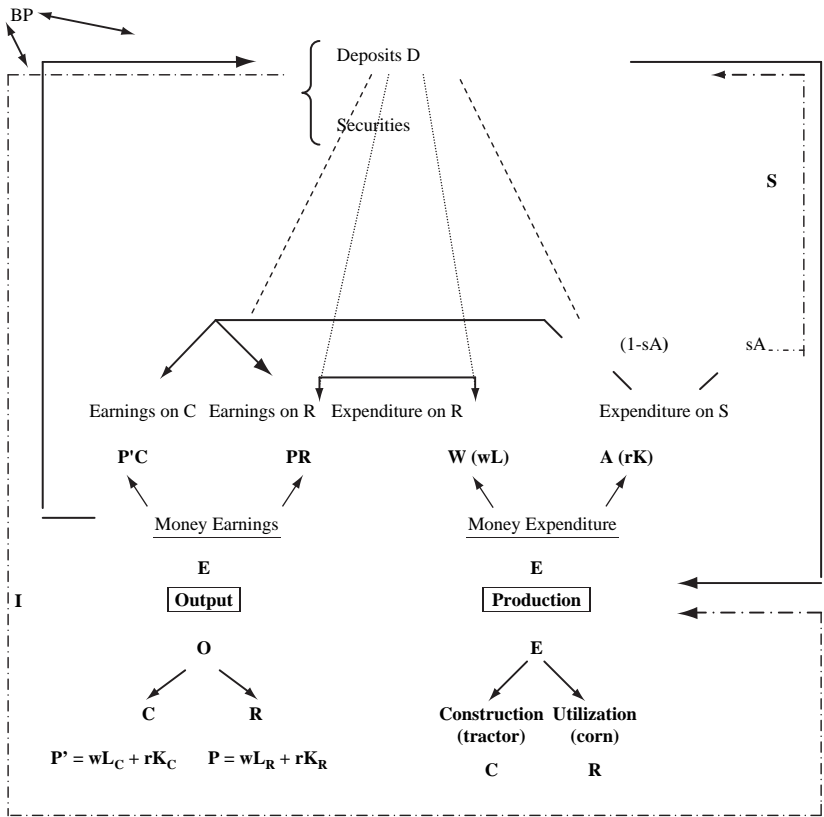 BP
Deposits D
Securities
S
(1-sA) sA
Earnings on C Earnings on R Expenditure on R Expenditure on S
P'C PR W (wL) A (rK)
Money Earnings Money Expenditure
E E
I Output Production
O E
C R Construction Utilization
(tractor) (corn)
P’ = wL_C + rK_C P = wL_R + rK_R
C R